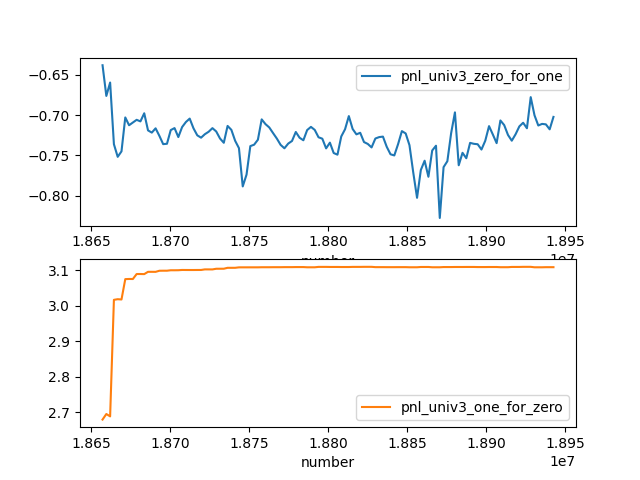 pnl_univ3_zero_for_one
−0.65
−0.70
−0.75
−0.80
1.865 1.870 1.875 1.880 1.885 1.890 1.895
number
1e7
3.1
3.0
2.9
2.8
2.7
pnl_univ3_one_for_zero
1.865 1.870 1.875 1.880 1.885 1.890 1.895
number
1e7